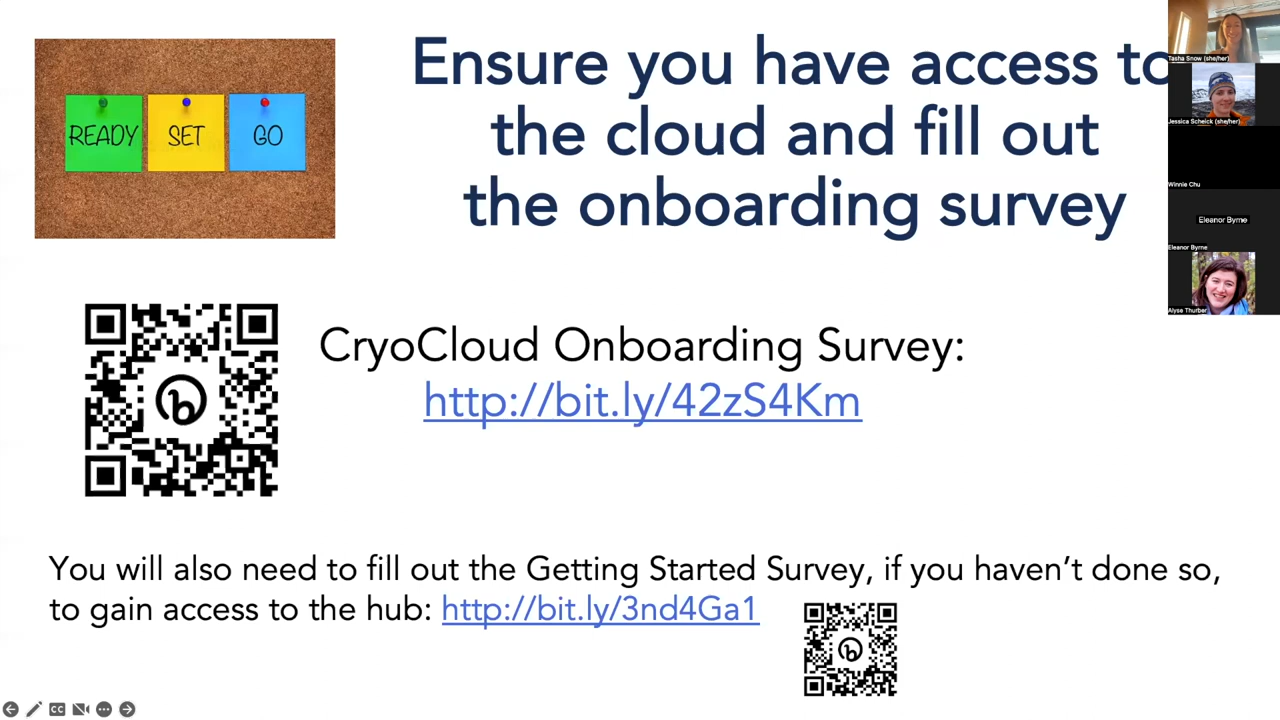 Ensure you have access to
the cloud and fill out
the onboarding survey
READY SET GO
CryoCloud Onboarding Survey:
http://bit.ly/42zS4Km
You will also need to fill out the Getting Started Survey, if you haven't done so,
to gain access to the hub: http://bit.ly/3nd4Ga1
Tasha Snow (she/her)
Jessica Scheick (she/her)
Winnie Chu
Eleanor Byrne
Eleanor Byrne
Alyse Thurber
CC